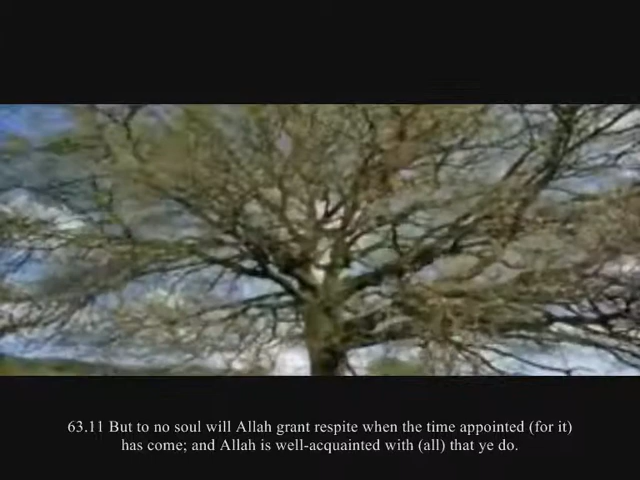 63.11 But to no soul will Allah grant respite when the time appointed (for it)
has come; and Allah is well-acquainted with (all) that ye do.